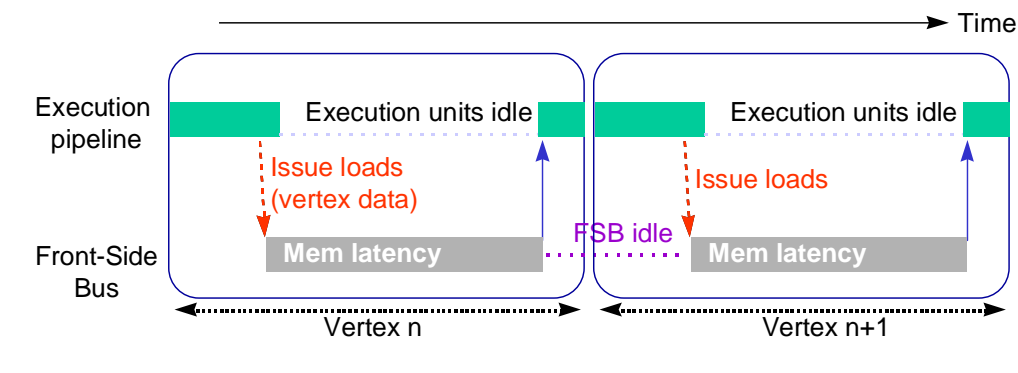 Time
Execution
pipeline
Execution units idle
Execution units idle
Issue loads
(vertex data)
Issue loads
FSB idle
Front-Side
Bus
Mem latency
Mem latency
Vertex n
Vertex n+1